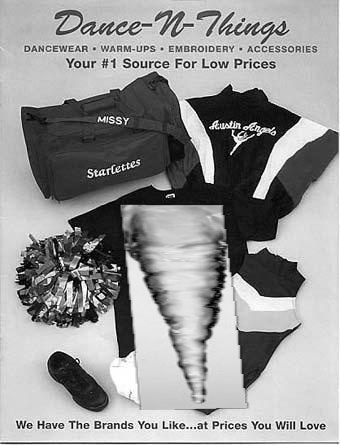 Dance-N-Things
DANCEWEAR • WARM-UPS • EMBROIDERY • ACCESSORIES
Your #1 Source For Low Prices
MISSY
Austin Angels
Starlettes
We Have The Brands You Like...at Prices You Will Love